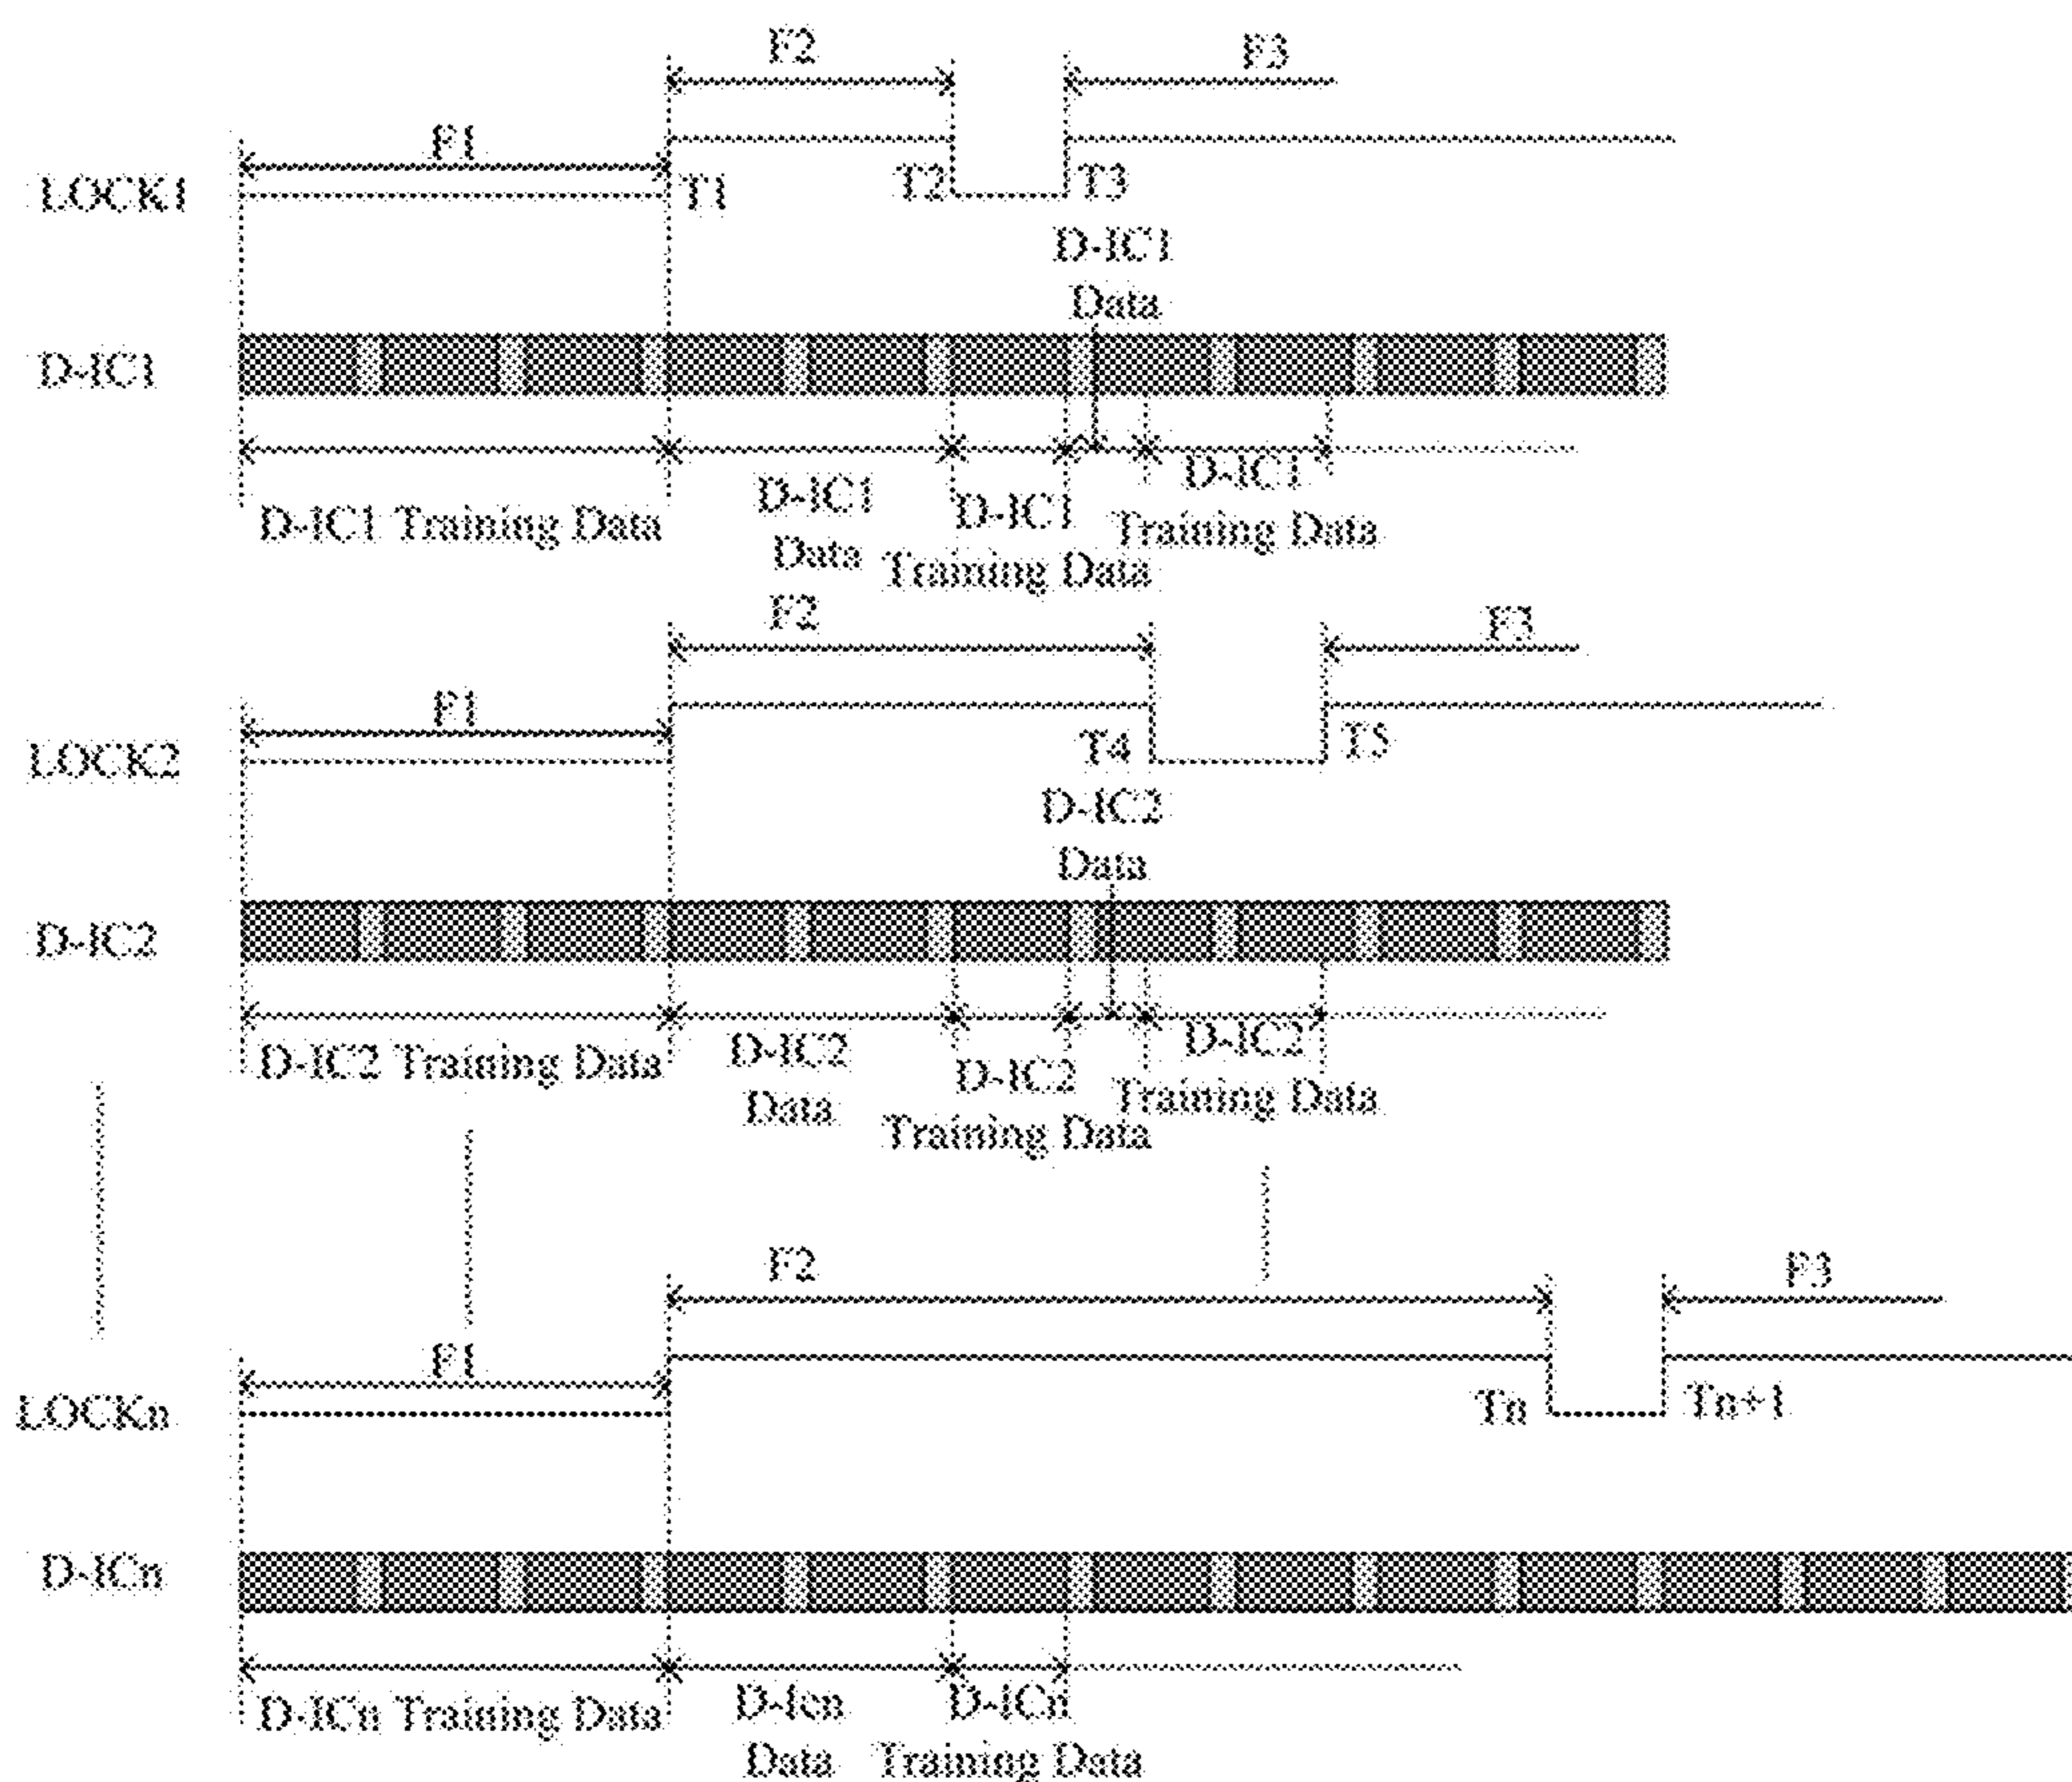 F2
F3
F1
LOCK1
T1
T2
T3
D-IC1
Data
D-IC1
D-IC1 Training Data
D-IC1
Data
D-IC1
Training Data
D-IC1
Training Data
F2
F3
F1
LOCK2
T4
T5
D-IC2
Data
D-IC2
D-IC2 Training Data
D-IC2
Data
D-IC2
Training Data
D-IC2
Training Data
F2
F3
F1
LOCKn
Tn
Tn+1
D-ICn
D-ICn Training Data
D-Icn
Data
D-ICn
Training Data